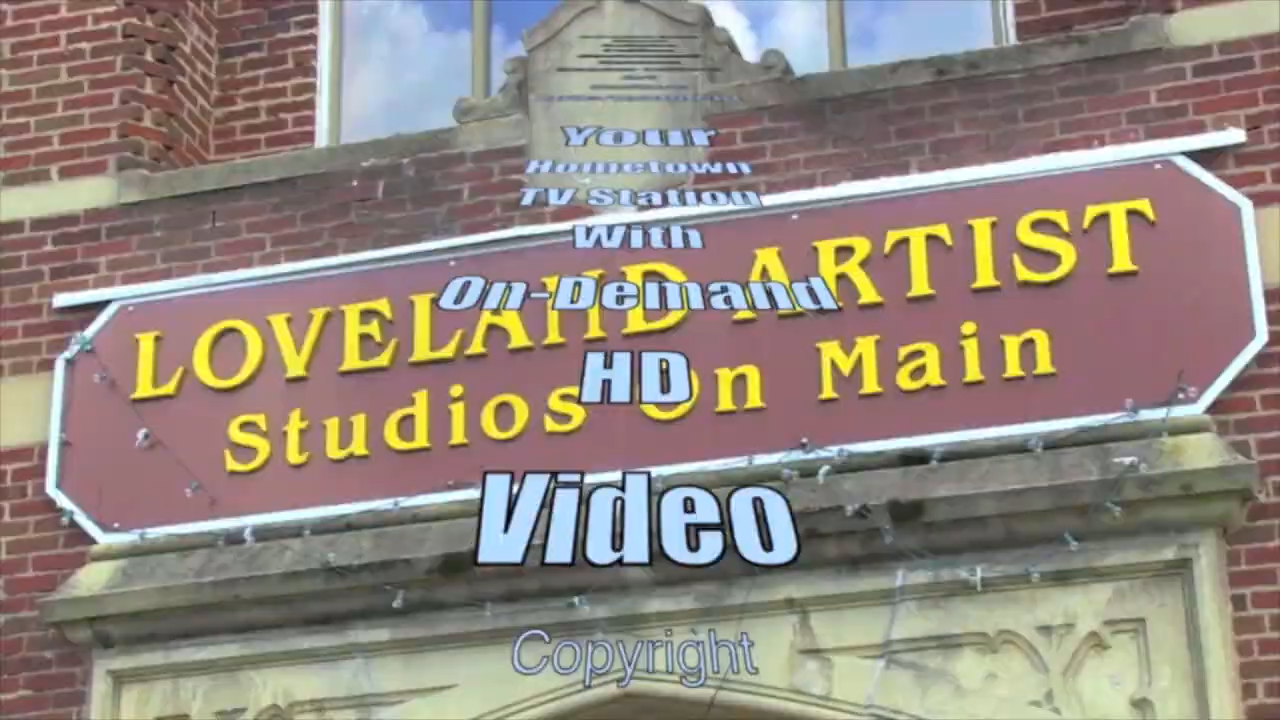 Your
Hometown
TV Station
With
On-Demand
HD
Video
Copyright
LOVELAND ARTIST
Studios On Main